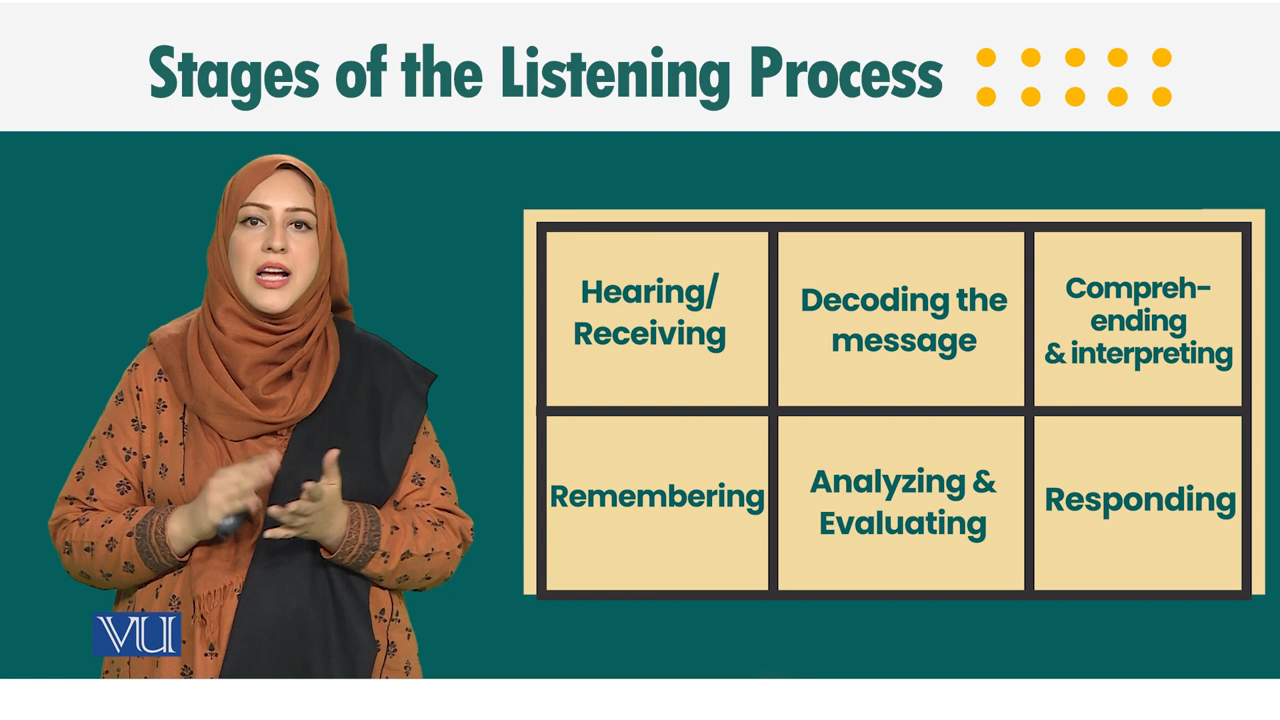 Stages of the Listening Process
Hearing/
Receiving
Decoding the
message
Compreh-
ending
& interpreting
Remembering
Analyzing &
Evaluating
Responding
VU